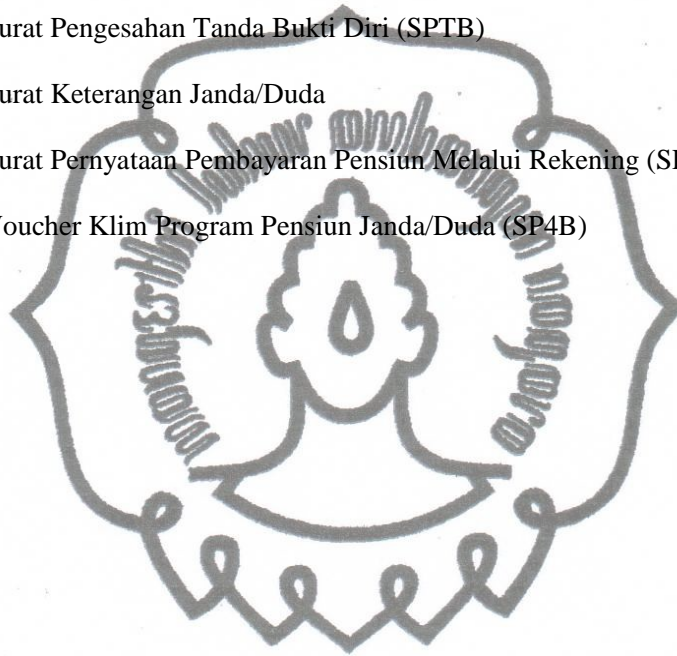 urat Pengesahan Tanda Bukti Diri (SPTB)
urat Keterangan Janda/Duda
urat Pernyataan Pembayaran Pensiun Melalui Rekening (S
Voucher Klim Program Pensiun Janda/Duda (SP4B)